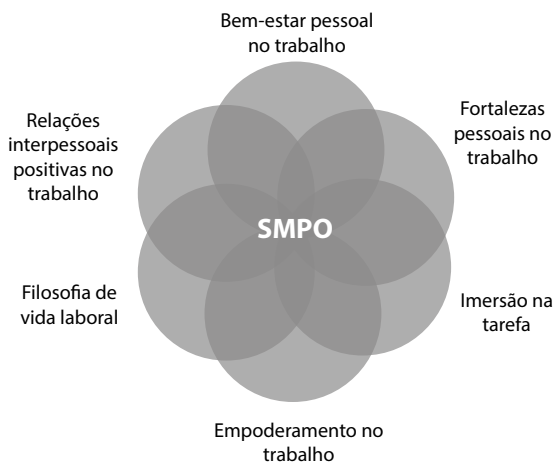 Bem-estar pessoal
no trabalho
Fortalezas
pessoais no
trabalho
Relações
interpessoais
positivas no
trabalho
SMPO
Filosofia de
vida laboral
Imersão na
tarefa
Empoderamento no
trabalho